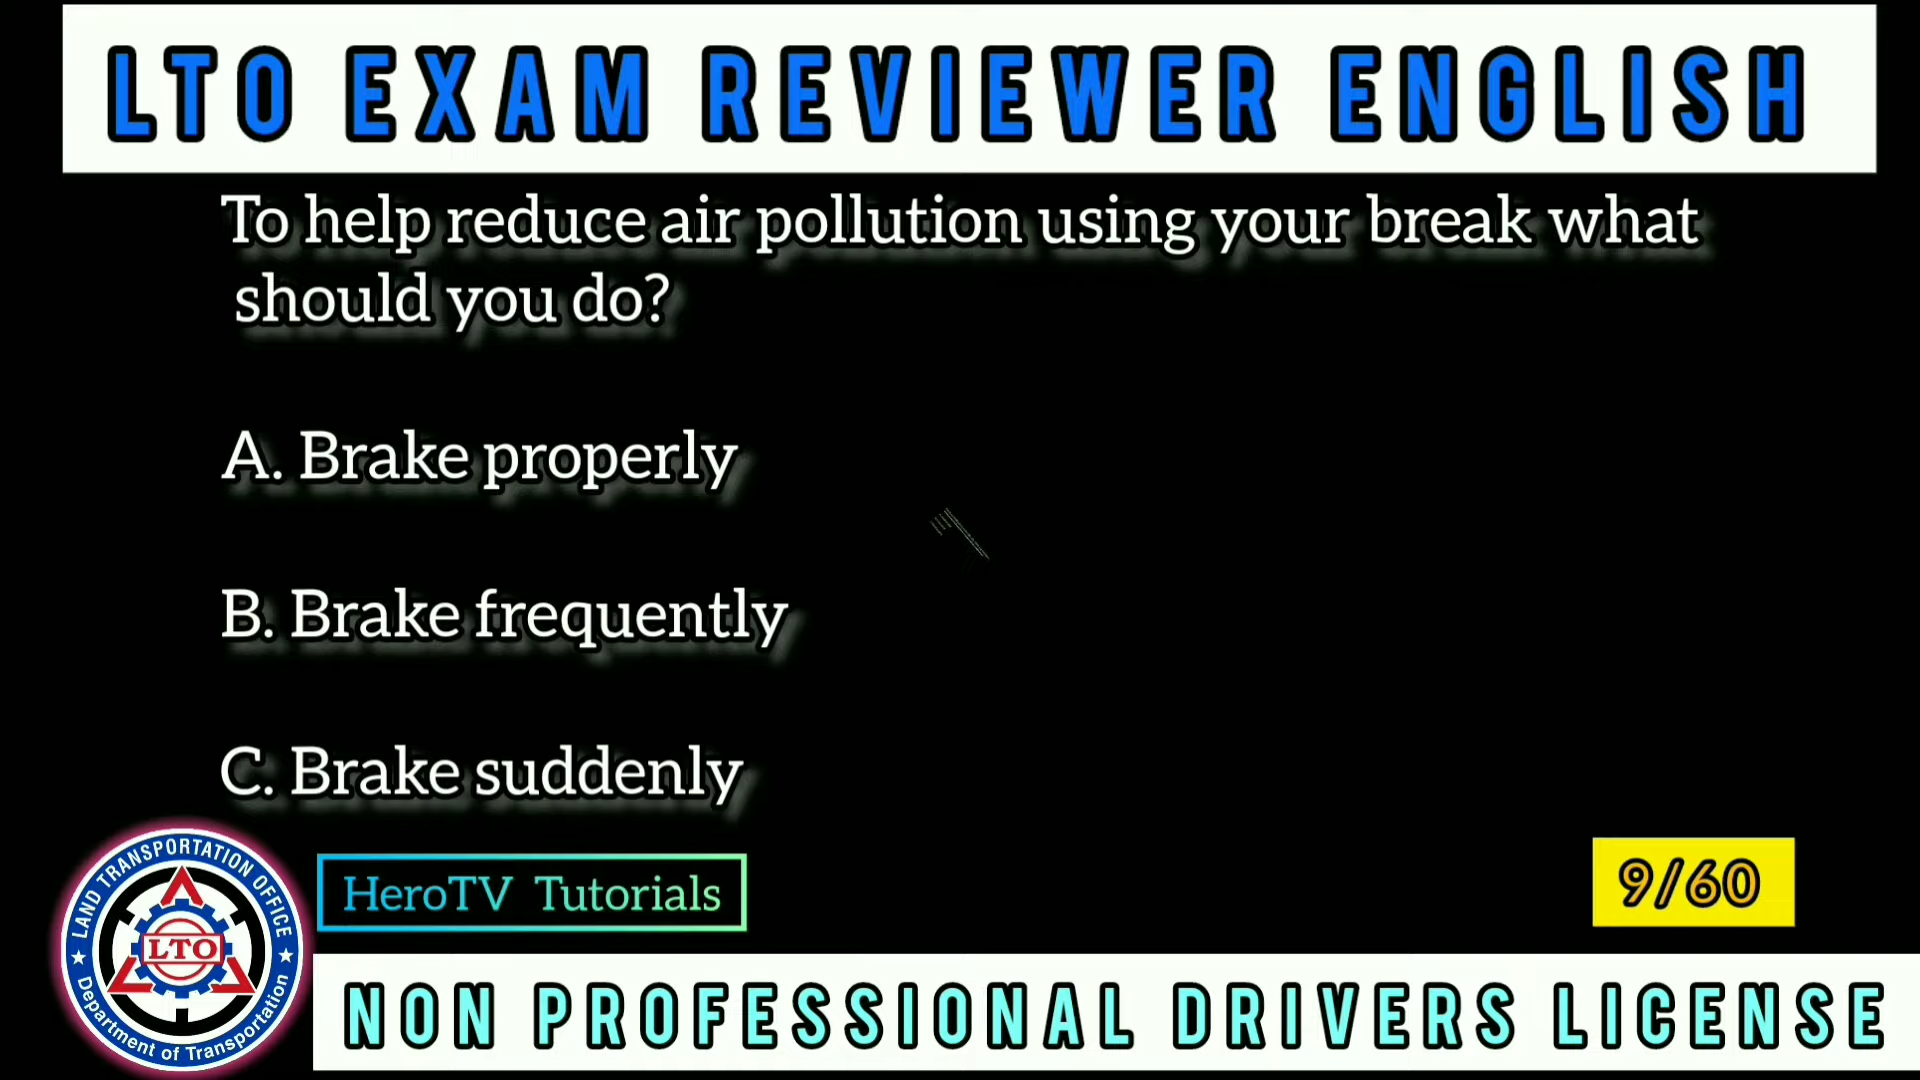 LTO EXAM REVIEWER ENGLISH
To help reduce air pollution using your break what
should you do?
A. Brake properly
B. Brake frequently
C. Brake suddenly
LAND TRANSPORTATION OFFICE
LTO
Department of Transportation
HeroTV Tutorials
9/60
NON PROFESSIONAL DRIVERS LICENSE